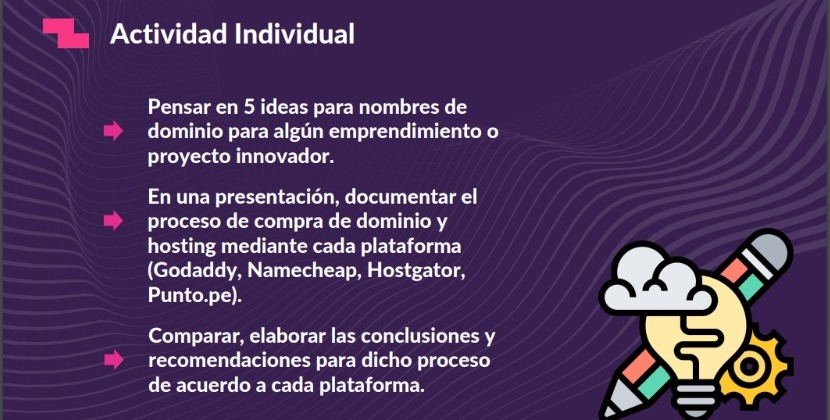 Actividad Individual
Pensar en 5 ideas para nombres de
dominio para algún emprendimiento o
proyecto innovador.
En una presentación, documentar el
proceso de compra de dominio y
hosting mediante cada plataforma
(Godaddy, Namecheap, Hostgator,
Punto.pe).
Comparar, elaborar las conclusiones y
recomendaciones para dicho proceso
de acuerdo a cada plataforma.